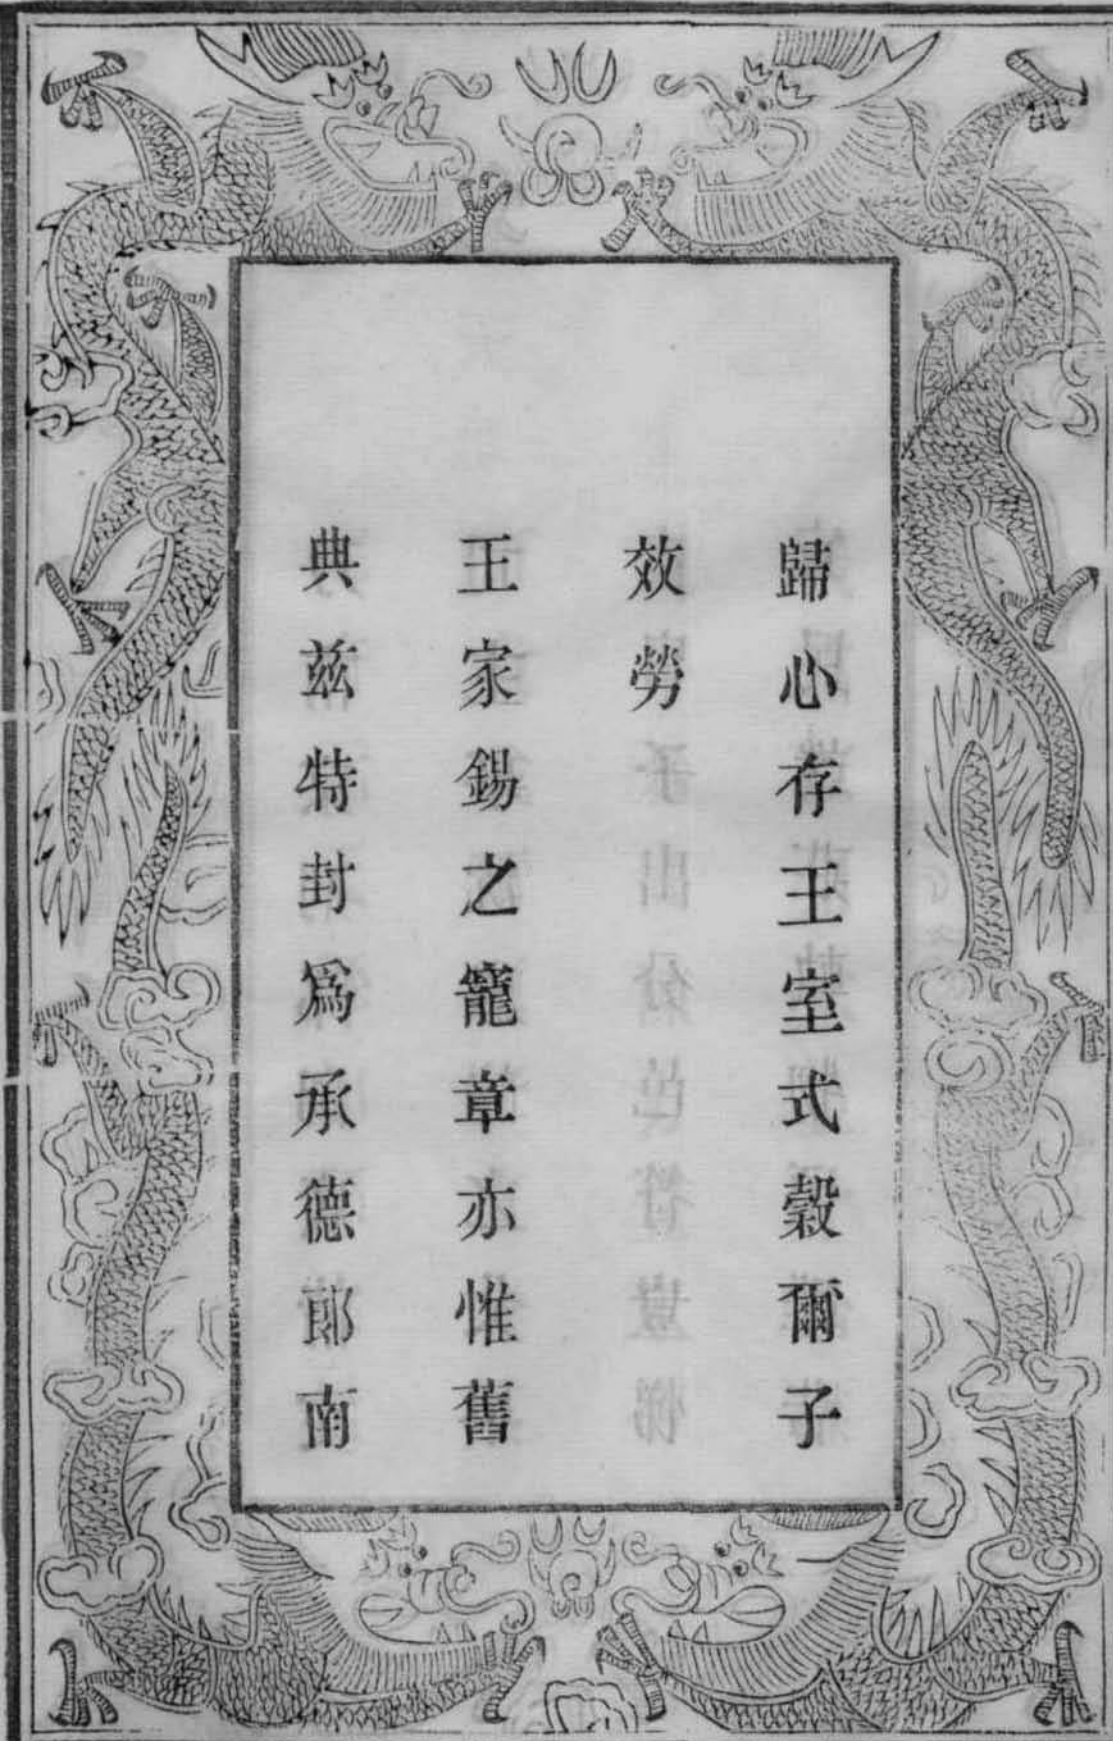 歸心存王室式穀爾子
效勞
王家錫之寵章亦惟舊
典茲特封爲承德郎南